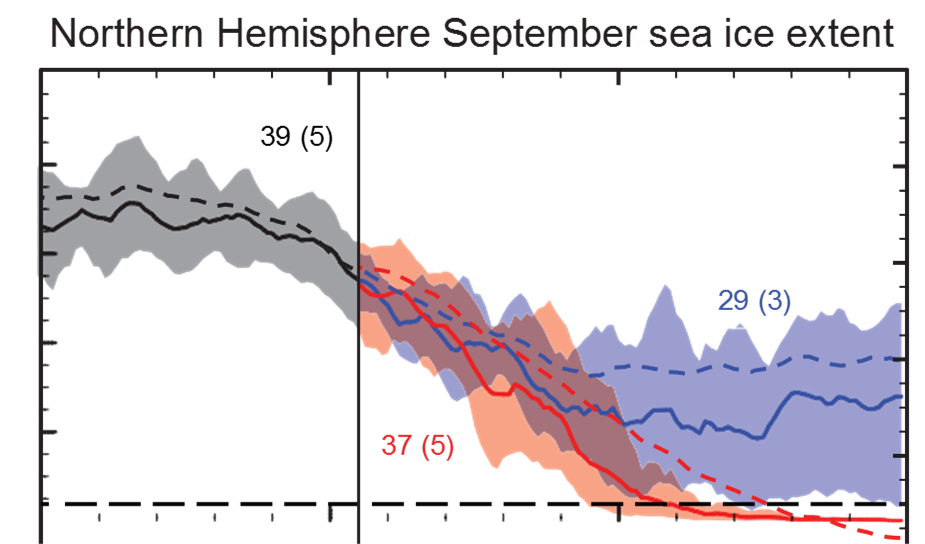 Northern Hemisphere September sea ice extent
39 (5)
29 (3)
37 (5)